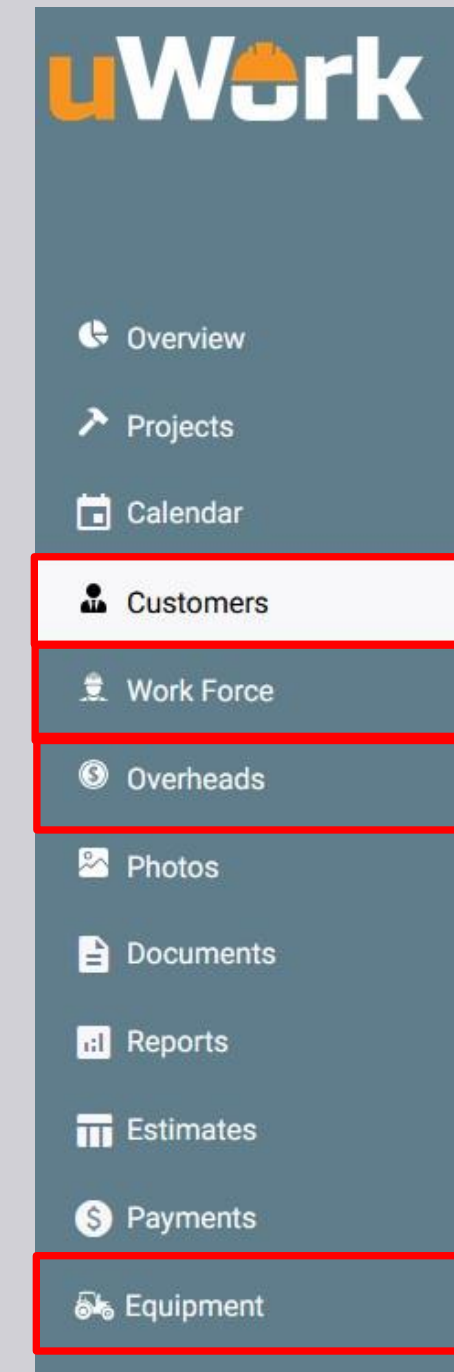 uWork
Overview
Projects
Calendar
Customers
Work Force
Overheads
Photos
Documents
Reports
Estimates
Payments
Equipment